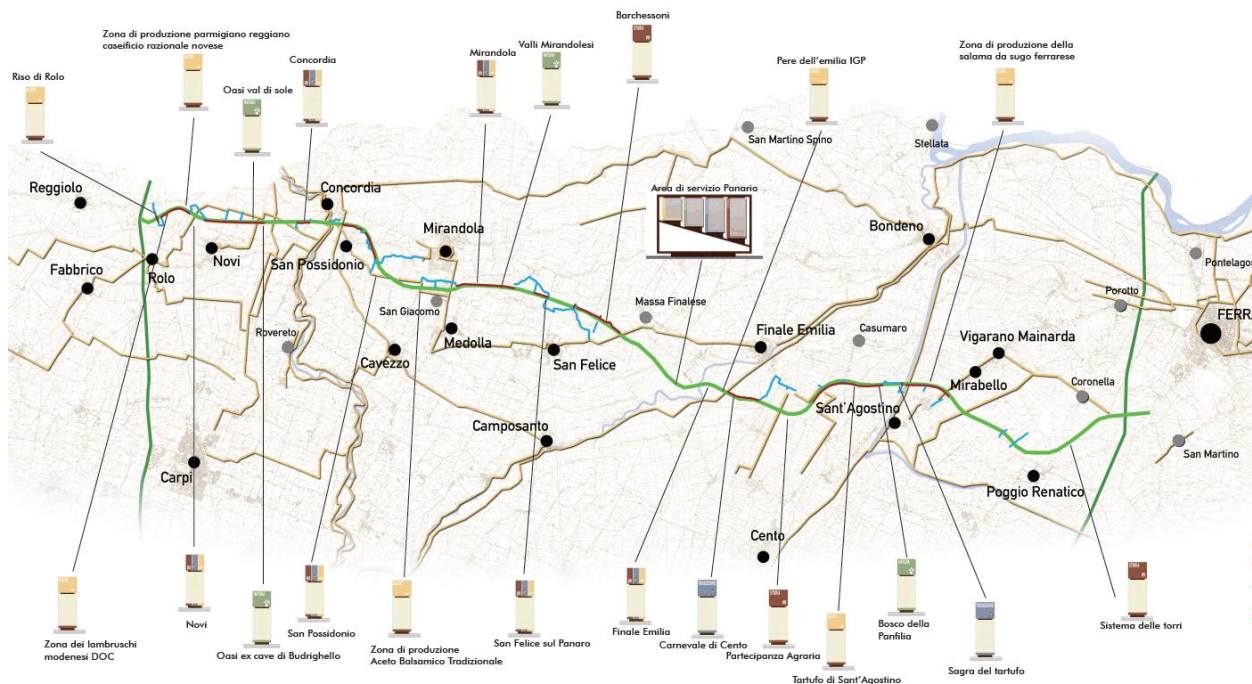 Barchessoni
Zona di produzione parmigiano reggiano
caseificio razionale novese
Concordia
Mirandola
Valli Mirandolesi
Pere dell'emilia IGP
Zona di produzione della
salama da sugo ferrarese
Riso di Rolo
Oasi val di sole
San Martino Spino
Stellata
Reggiolo
Concordia
Area di servizio Panaria
Mirandola
Bondeno
Novi
San Possidonio
Rolo
Fabbrico
Pontelagos
Porotto
San Giacomo
Massa Finalese
FERRA
Rovereto
Medolla
Finale Emilia
Casumaro
Vigarano Mainarda
Cavezzo
San Felice
Mirabello
Coronella
Sant'Agostino
Camposanto
San Martino
Carpi
Poggio Renatico
Cento
Zona dei lambruschi
modenesi DOC
Novi
Oasi ex cave di Budrighello
San Possidonio
Zona di produzione
Aceto Balsamico Tradizionale
San Felice sul Panaro
Finale Emilia
Carnevale di Cento
Partecipanza Agraria
Tartufo di Sant'Agostino
Bosco della
Panfilia
Sagra del tartufo
Sistema delle torri